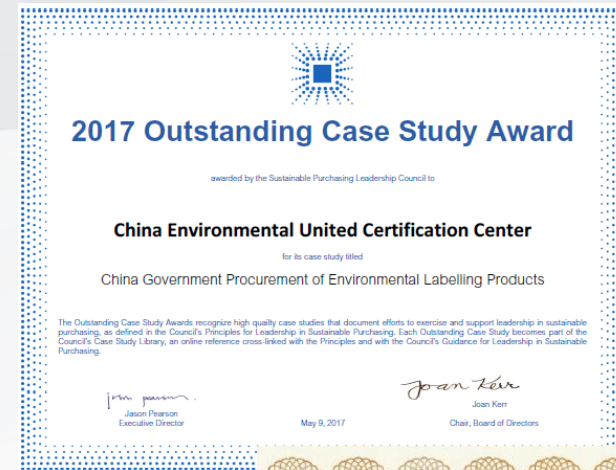 2017 Outstanding Case Study Award
awarded by the Sustainable Purchasing Leadership Council to
China Environmental United Certification Center
for its case study titled
China Government Procurement of Environmental Labelling Products
The Outstanding Case Study Awards recognize high quailty case studies that document efforts to exercise and support leadership in sustainable
purchasing, as defined in the Council's Principles for Leadership in Sustainable Purchasing. Each Outstanding Case Study becomes part of the
Council's Case Study Library, an online reference cross-linked with the Principles and with the Council's Guidance for Leadership in Sustainable
Purchasing.
Joan Kerr
Jason Pearson
Executive Director
May 9, 2017
Joan Kerr
Chair, Board of Directors